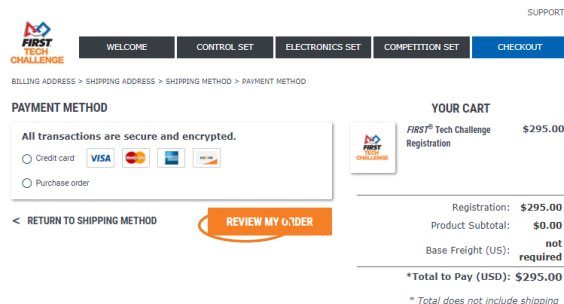 SUPPORT
FIRST
TECH
CHALLENGE
WELCOME
CONTROL SET
ELECTRONICS SET
COMPETITION SET
CHECKOUT
BILLING ADDRESS > SHIPPING ADDRESS > SHIPPING METHOD > PAYMENT METHOD
PAYMENT METHOD
All transactions are secure and encrypted.
Credit card
VISA
Purchase order
< RETURN TO SHIPPING METHOD
REVIEW MY ORDER
YOUR CART
FIRST
TECH
CHALLENGE
FIRST® Tech Challenge
Registration
$295.00
Registration: $295.00
Product Subtotal: $0.00
Base Freight (US): not
required
*Total to Pay (USD): $295.00
* Total does not include shipping